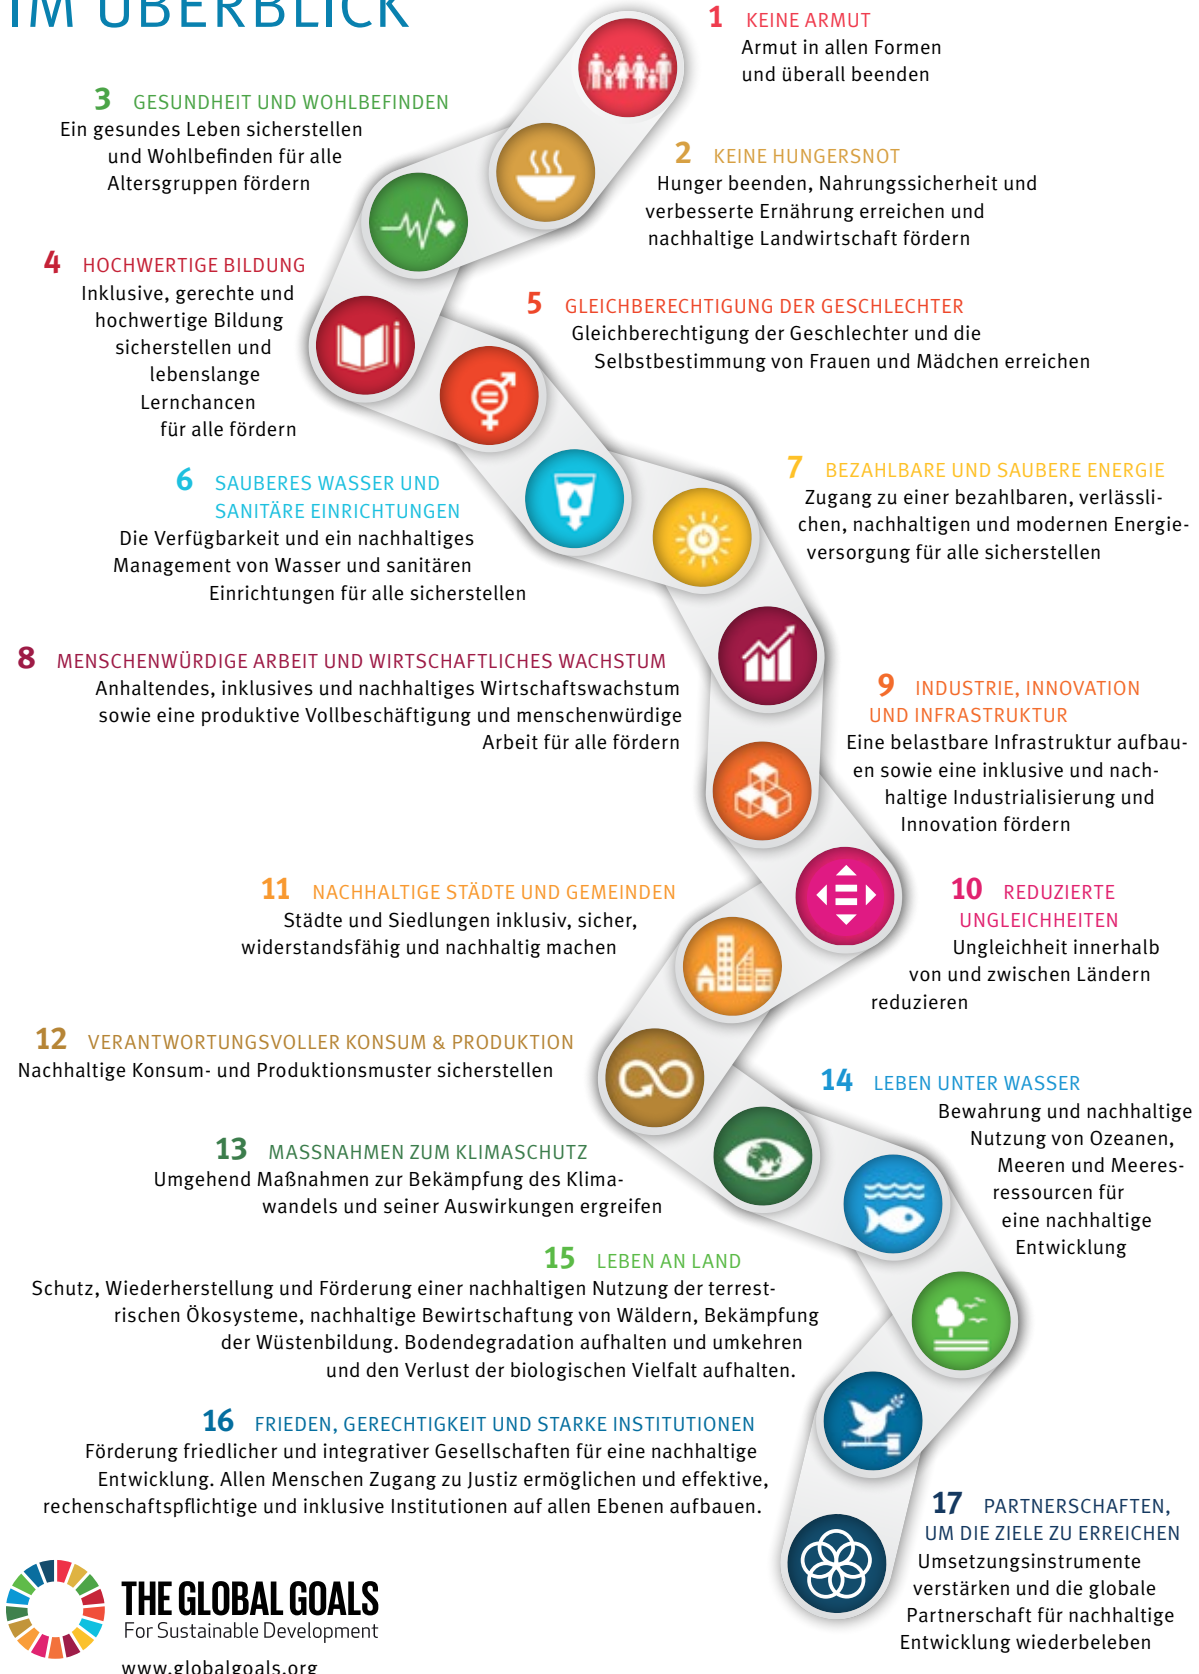 IM ÜBERBLICK
1 KEINE ARMUT
Armut in allen Formen
und überall beenden
2 KEINE HUNGERSNOT
Hunger beenden, Nahrungssicherheit und
verbesserte Ernährung erreichen und
nachhaltige Landwirtschaft fördern
3 GESUNDHEIT UND WOHLBEFINDEN
Ein gesundes Leben sicherstellen
und Wohlbefinden für alle
Altersgruppen fördern
4 HOCHWERTIGE BILDUNG
Inklusive, gerechte und
hochwertige Bildung
sicherstellen und
lebenslange
Lernchancen
für alle fördern
5 GLEICHBERECHTIGUNG DER GESCHLECHTER
Gleichberechtigung der Geschlechter und die
Selbstbestimmung von Frauen und Mädchen erreichen
6 SAUBERES WASSER UND
SANITÄRE EINRICHTUNGEN
Die Verfügbarkeit und ein nachhaltiges
Management von Wasser und sanitären
Einrichtungen für alle sicherstellen
7 BEZAHLBARE UND SAUBERE ENERGIE
Zugang zu einer bezahlbaren, verlässli-
chen, nachhaltigen und modernen Energie-
versorgung für alle sicherstellen
8 MENSCHENWÜRDIGE ARBEIT UND WIRTSCHAFTLICHES WACHSTUM
Anhaltendes, inklusives und nachhaltiges Wirtschaftswachstum
sowie eine produktive Vollbeschäftigung und menschenwürdige
Arbeit für alle fördern
9 INDUSTRIE, INNOVATION
UND INFRASTRUKTUR
Eine belastbare Infrastruktur aufbau-
en sowie eine inklusive und nach-
haltige Industrialisierung und
Innovation fördern
10 REDUZIERTE
UNGLEICHHEITEN
Ungleichheit innerhalb
von und zwischen Ländern
reduzieren
11 NACHHALTIGE STÄDTE UND GEMEINDEN
Städte und Siedlungen inklusiv, sicher,
widerstandsfähig und nachhaltig machen
12 VERANTWORTUNGSVOLLER KONSUM & PRODUKTION
Nachhaltige Konsum- und Produktionsmuster sicherstellen
13 MASSNAHMEN ZUM KLIMASCHUTZ
Umgehend Maßnahmen zur Bekämpfung des Klima-
wandels und seiner Auswirkungen ergreifen
14 LEBEN UNTER WASSER
Bewahrung und nachhaltige
Nutzung von Ozeanen,
Meeren und Meeres-
ressourcen für
eine nachhaltige
Entwicklung
15 LEBEN AN LAND
Schutz, Wiederherstellung und Förderung einer nachhaltigen Nutzung der terrest-
rischen Ökosysteme, nachhaltige Bewirtschaftung von Wäldern, Bekämpfung
der Wüstenbildung. Bodendegradation aufhalten und umkehren
und den Verlust der biologischen Vielfalt aufhalten.
16 FRIEDEN, GERECHTIGKEIT UND STARKE INSTITUTIONEN
Förderung friedlicher und integrativer Gesellschaften für eine nachhaltige
Entwicklung. Allen Menschen Zugang zu Justiz ermöglichen und effektive,
rechenschaftspflichtige und inklusive Institutionen auf allen Ebenen aufbauen.
17 PARTNERSCHAFTEN,
UM DIE ZIELE ZU ERREICHEN
Umsetzungsinstrumente
verstärken und die globale
Partnerschaft für nachhaltige
Entwicklung wiederbeleben
THE GLOBAL GOALS
For Sustainable Development
www.globalgoals.org